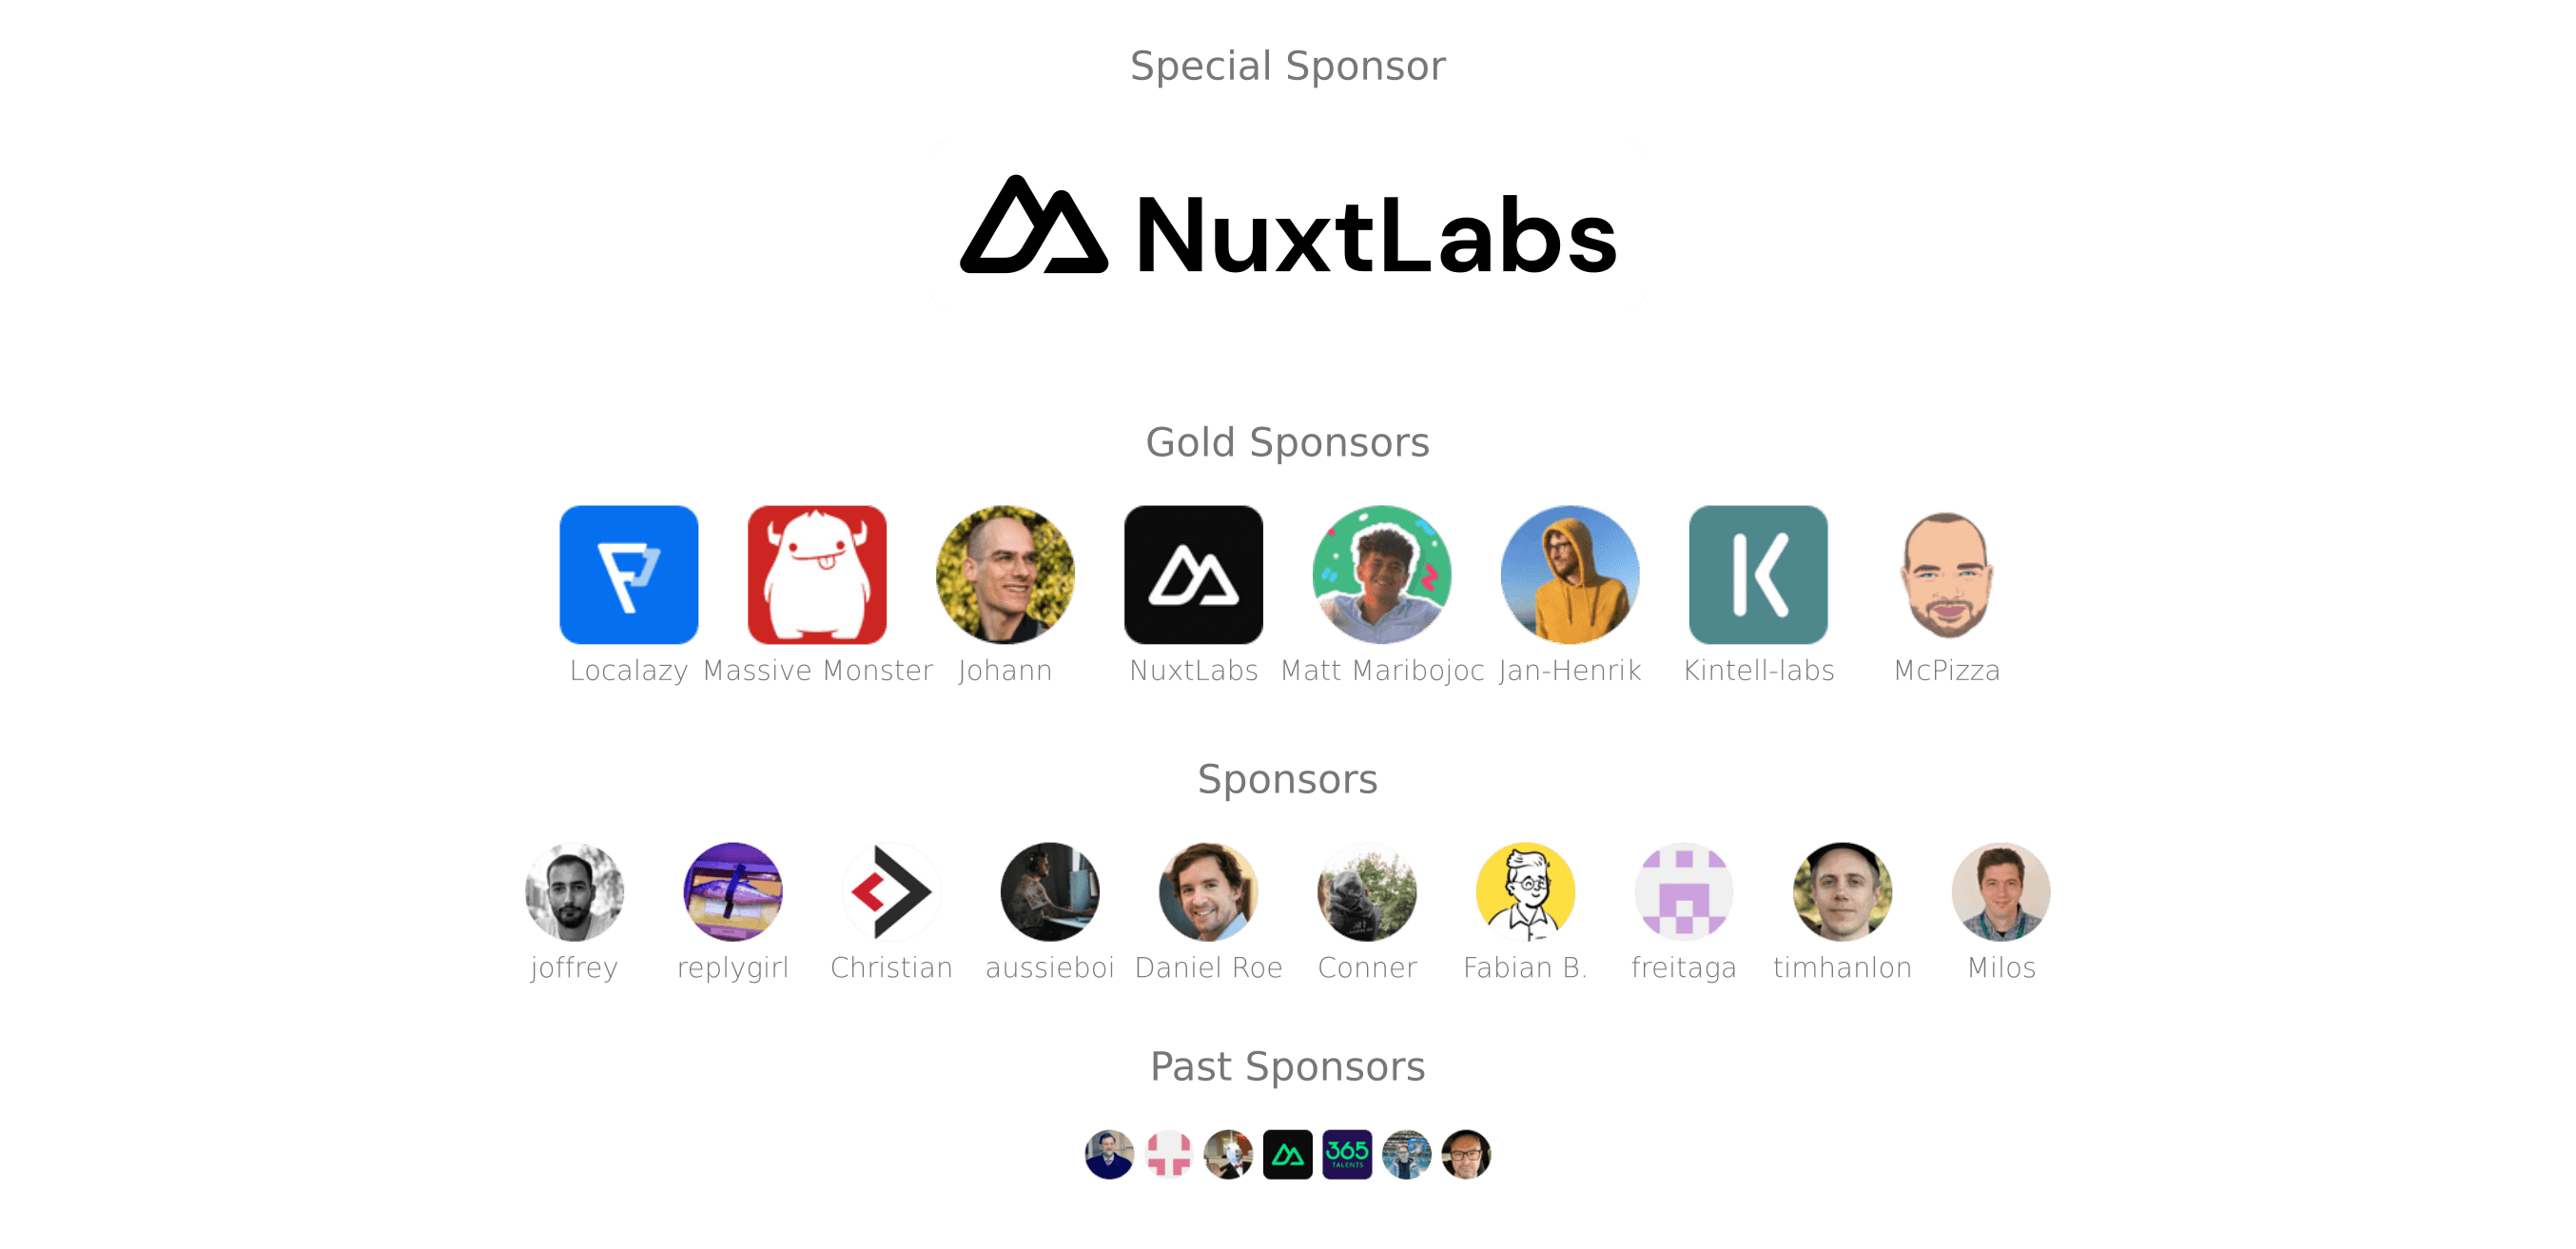 Special Sponsor
NuxtLabs
Gold Sponsors
Localazy Massive Monster Johann NuxtLabs Matt Maribojoc Jan-Henrik Kintell-labs McPizza
Sponsors
joffrey replygirl Christian aussieboi Daniel Roe Conner Fabian B. freitaga timhanlon Milos
Past Sponsors
365
TALENTS